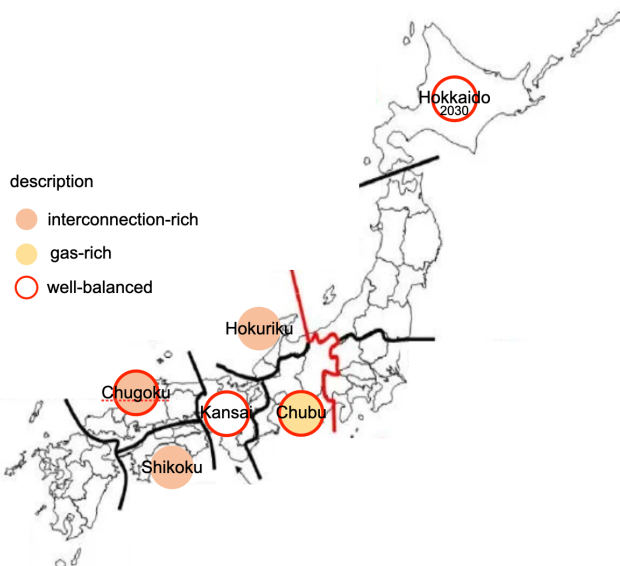 Hokkaido
2030
description
interconnection-rich
gas-rich
well-balanced
Hokuriku
Chugoku
Kansai
Chubu
Shikoku